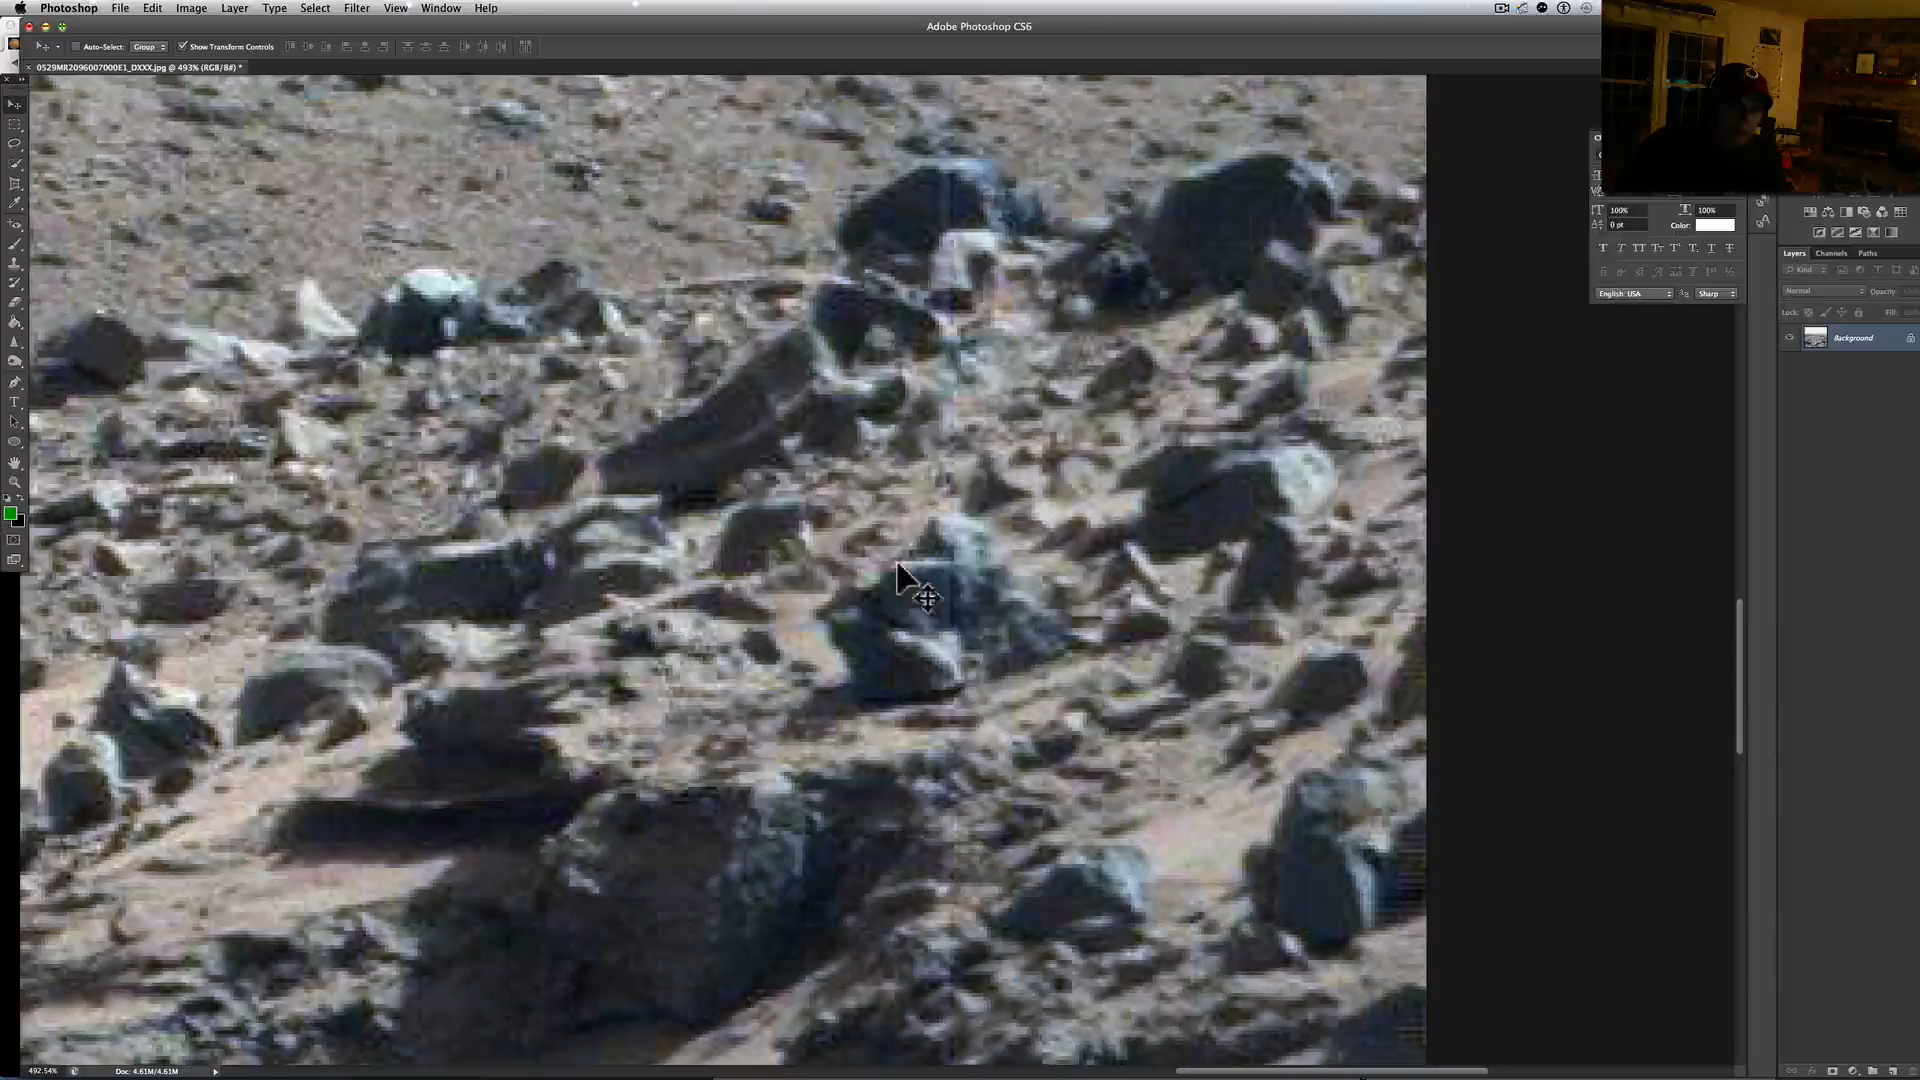 Photoshop File Edit Image Layer Type Select Filter View Window Help
Adobe Photoshop CS6
Auto-Select: Group Show Transform Controls
0529MR2096007000E1_DXXX.jpg @ 493% (RGB/8#) *
100% 100%
0 pt Color:
English: USA Sharp
Layers Channels Paths
Kind
Normal Opacity:
Lock: Fill:
Background
492.54% Doc: 4.61M/4.61M